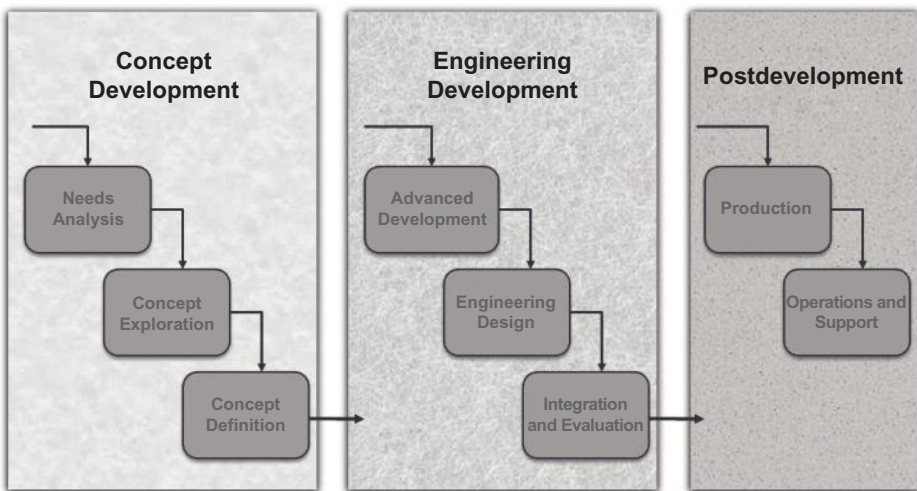 Concept
Development
Needs
Analysis
Concept
Exploration
Concept
Definition
Engineering
Development
Advanced
Development
Engineering
Design
Integration
and Evaluation
Postdevelopment
Production
Operations and
Support